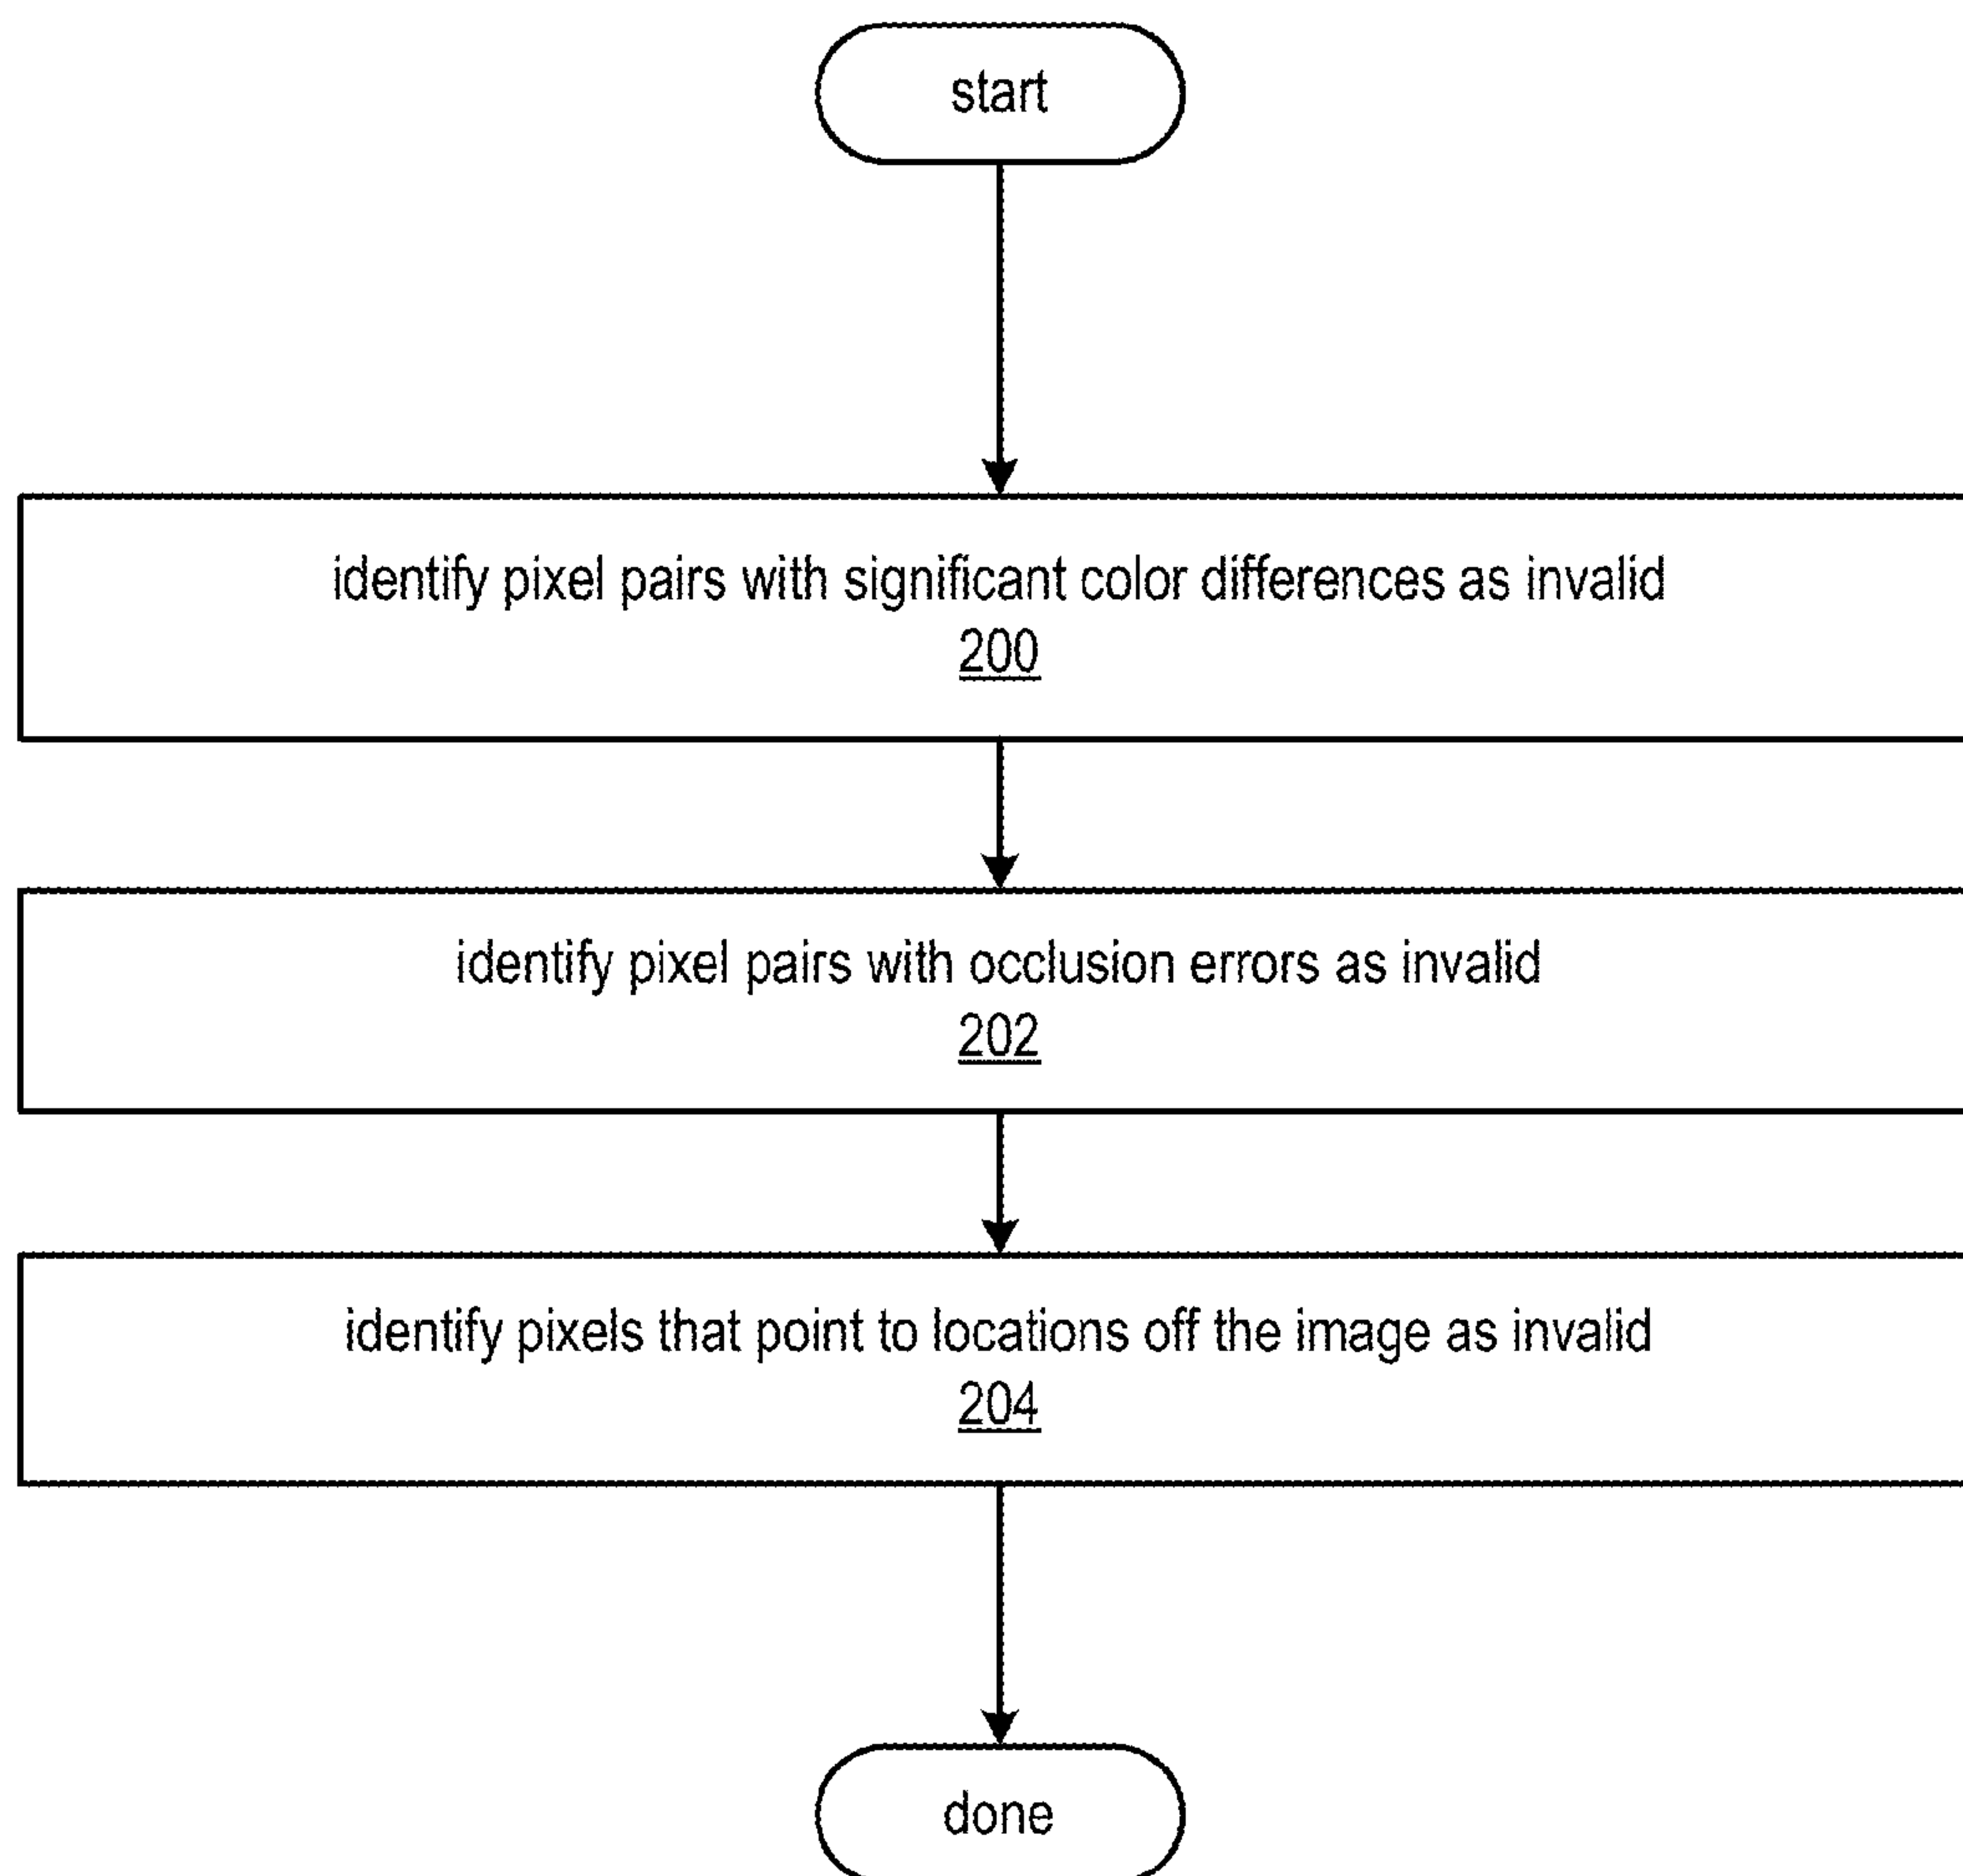 start
identify pixel pairs with significant color differences as invalid
200
identify pixel pairs with occlusion errors as invalid
202
identify pixels that point to locations off the image as invalid
204
done